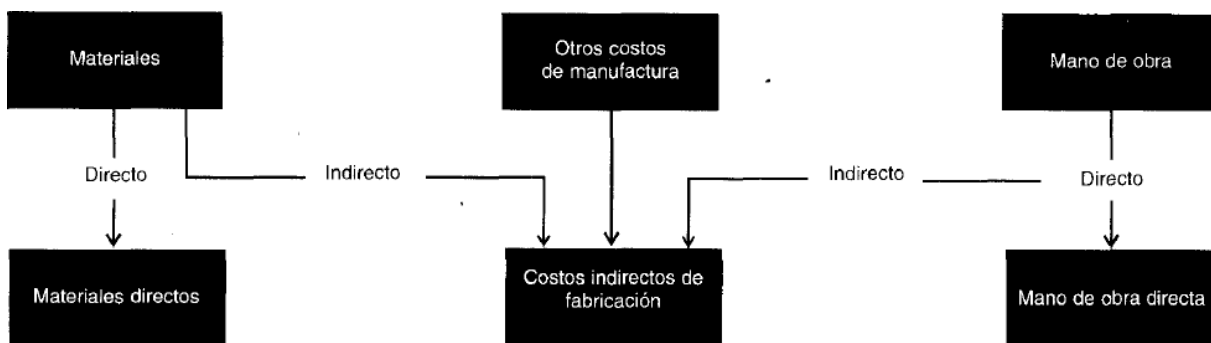 Materiales
Otros costos
de manufactura
Mano de obra
Directo
Indirecto
Indirecto
Directo
Materiales directos
Costos indirectos de
fabricación
Mano de obra directa